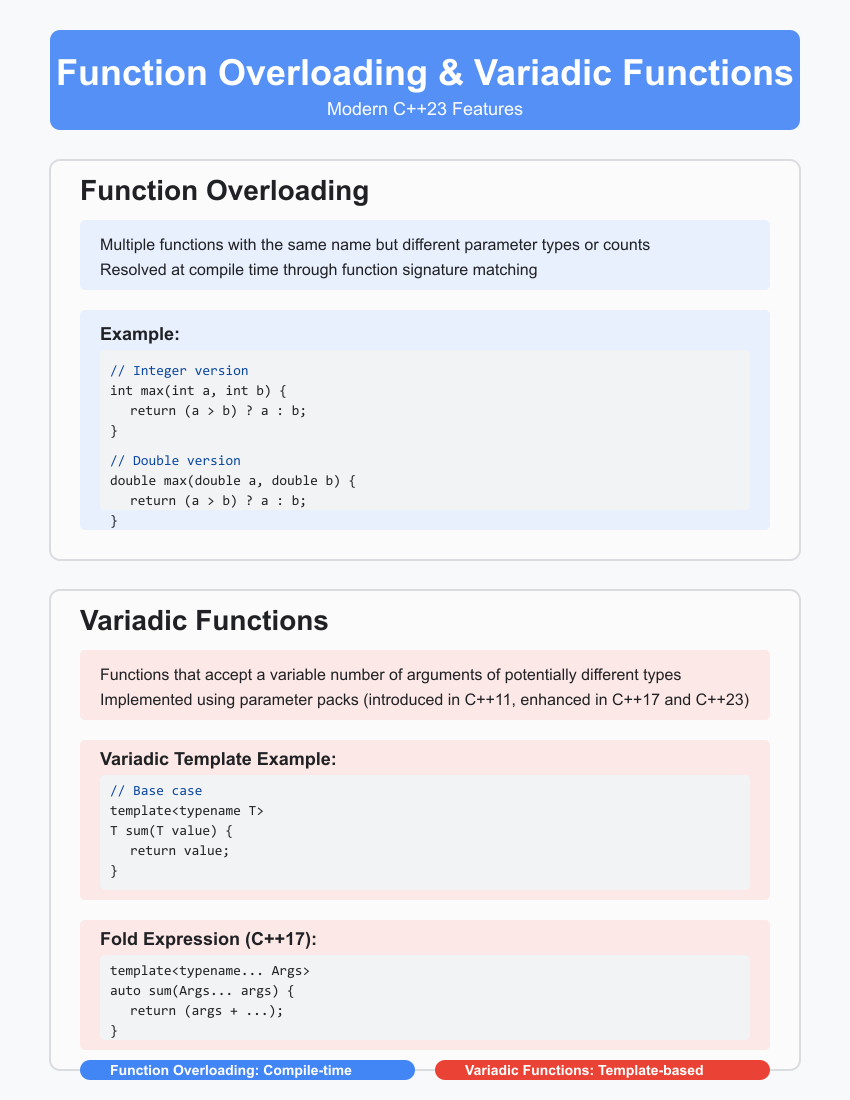 Function Overloading & Variadic Functions
Modern C++23 Features
Function Overloading
Multiple functions with the same name but different parameter types or counts
Resolved at compile time through function signature matching
Example:
// Integer version
int max(int a, int b) {
return (a > b) ? a : b;
}
// Double version
double max(double a, double b) {
return (a > b) ? a : b;
}
Variadic Functions
Functions that accept a variable number of arguments of potentially different types
Implemented using parameter packs (introduced in C++11, enhanced in C++17 and C++23)
Variadic Template Example:
// Base case
template<typename T>
T sum(T value) {
return value;
}
Fold Expression (C++17):
template<typename... Args>
auto sum(Args... args) {
return (args + ...);
}
Function Overloading: Compile-time
Variadic Functions: Template-based